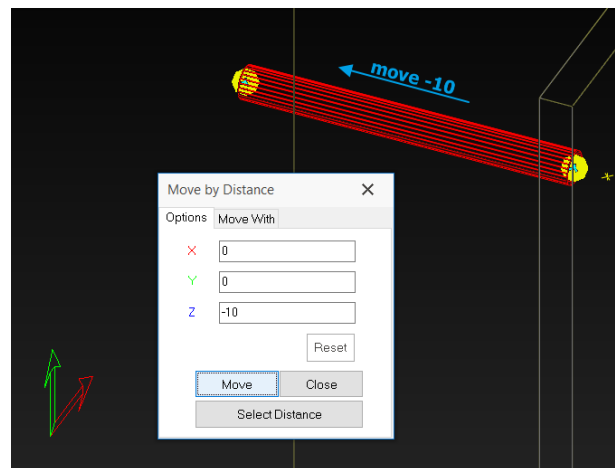 move -10
Move by Distance
Options Move With
X 0
Y 0
Z -10
Reset
Move Close
Select Distance